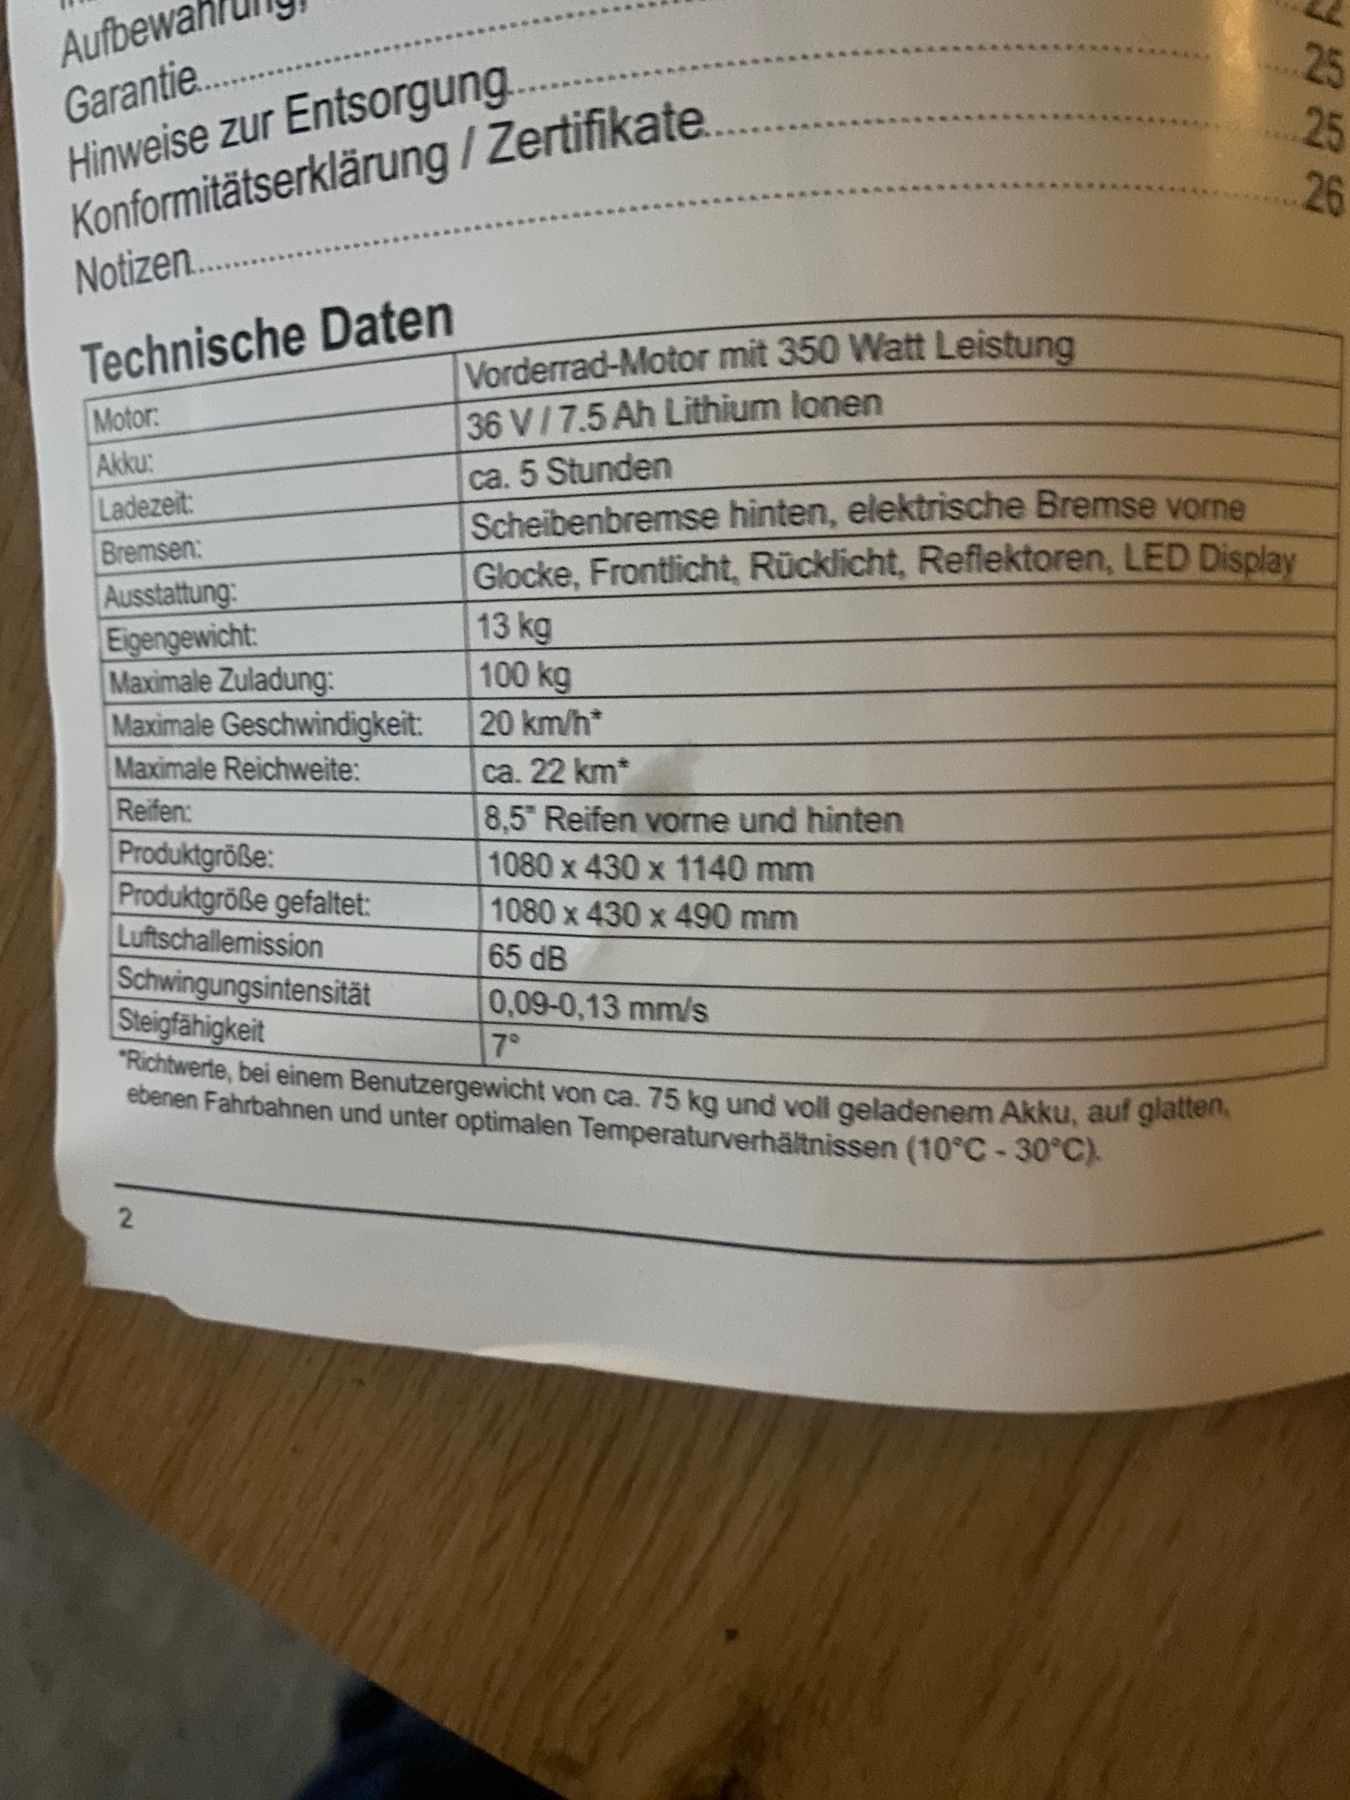 Aufbewahrung,
22
Garantie
25
Hinweise zur Entsorgung
25
Konformitätserklärung / Zertifikate
26
Notizen
Technische Daten
Motor: Vorderrad-Motor mit 350 Watt Leistung
Akku: 36 V / 7.5 Ah Lithium Ionen
Ladezeit: ca. 5 Stunden
Bremsen: Scheibenbremse hinten, elektrische Bremse vorne
Ausstattung: Glocke, Frontlicht, Rücklicht, Reflektoren, LED Display
Eigengewicht: 13 kg
Maximale Zuladung: 100 kg
Maximale Geschwindigkeit: 20 km/h*
Maximale Reichweite: ca. 22 km*
Reifen: 8,5" Reifen vorne und hinten
Produktgröße: 1080 x 430 x 1140 mm
Produktgröße gefaltet: 1080 x 430 x 490 mm
Luftschallemission 65 dB
Schwingungsintensität 0,09-0,13 mm/s
Steigfähigkeit 7°
*Richtwerte, bei einem Benutzergewicht von ca. 75 kg und voll geladenem Akku, auf glatten,
ebenen Fahrbahnen und unter optimalen Temperaturverhältnissen (10°C - 30°C).
2